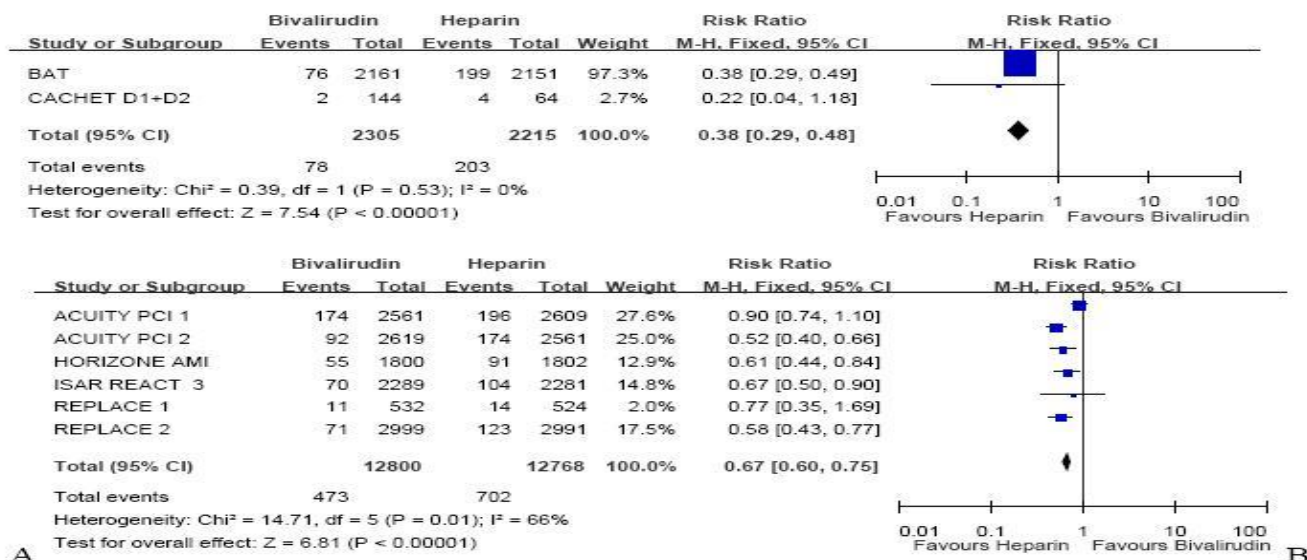 Bivalirudin Heparin Risk Ratio Risk Ratio
Study or Subgroup Events Total Events Total Weight M-H, Fixed, 95% CI M-H, Fixed, 95% CI
BAT 76 2161 199 2151 97.3% 0.38 [0.29, 0.49]
CACHET D1+D2 2 144 4 64 2.7% 0.22 [0.04, 1.18]
Total (95% CI) 2305 2215 100.0% 0.38 [0.29, 0.48]
Total events 78 203
Heterogeneity: Chi² = 0.39, df = 1 (P = 0.53); I² = 0%
Test for overall effect: Z = 7.54 (P < 0.00001)
0.01 0.1 1 10 100
Favours Heparin Favours Bivalirudin
Bivalirudin Heparin Risk Ratio Risk Ratio
Study or Subgroup Events Total Events Total Weight M-H, Fixed, 95% CI M-H, Fixed, 95% CI
ACUITY PCI 1 174 2561 196 2609 27.6% 0.90 [0.74, 1.10]
ACUITY PCI 2 92 2619 174 2561 25.0% 0.52 [0.40, 0.66]
HORIZONE AMI 55 1800 91 1802 12.9% 0.61 [0.44, 0.84]
ISAR REACT 3 70 2289 104 2281 14.8% 0.67 [0.50, 0.90]
REPLACE 1 11 532 14 524 2.0% 0.77 [0.35, 1.69]
REPLACE 2 71 2999 123 2991 17.5% 0.58 [0.43, 0.77]
Total (95% CI) 12800 12768 100.0% 0.67 [0.60, 0.75]
Total events 473 702
Heterogeneity: Chi² = 14.71, df = 5 (P = 0.01); I² = 66%
Test for overall effect: Z = 6.81 (P < 0.00001)
0.01 0.1 1 10 100
Favours Heparin Favours Bivalirudin
A B